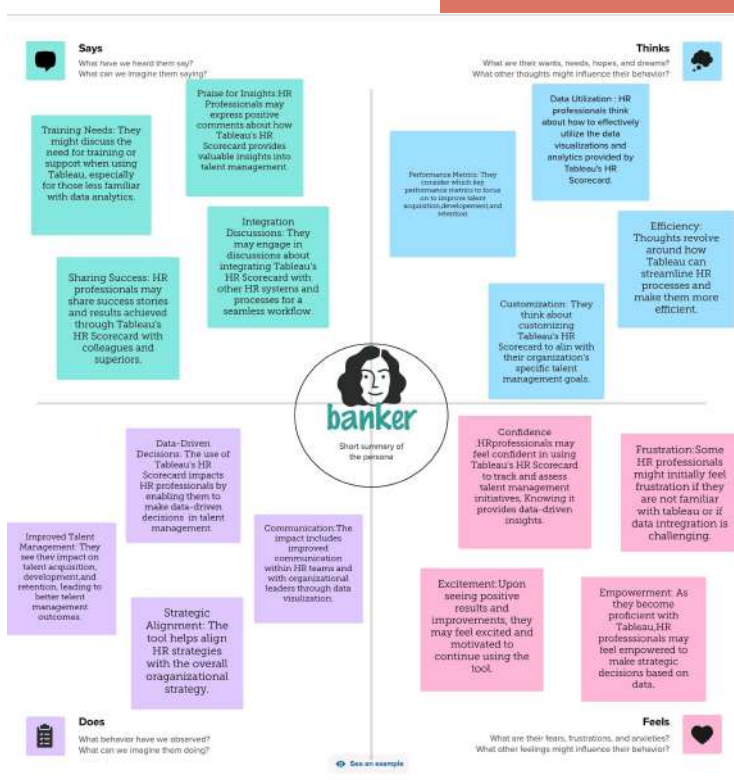 Says
What have we heard them say?
What can we imagine them saying?
Thinks
What are their wants, needs, hopes, and dreams?
What other thoughts might influence their behavior?
Praise for Insights:HR
Professionals may
express positive
comments about how
Tableau's HR
Scorecard provides
valuable insights into
talent management.
Training Needs: They
might discuss the
need for training or
support when using
Tableau, especially
for those less familiar
with data analytics.
Integration
Discussions: They
may engage in
discussions about
integrating Tableau's
HR Scorecard with
other HR systems and
processes for a
seamless workflow.
Sharing Success: HR
professionals may
share success stories
and results achieved
through Tableau's
HR Scorecard with
colleagues and
superiors.
Data Utilization : HR
professionals think
about how to effectively
utilize the data
visualizations and
analytics provided by
Tableau's HR
Scorecard.
Performance Metrics: They
consider which key
performance metrics to focus
on to improve talent
acquisition,developement,and
retention
Efficiency:
Thoughts revolve
around how
Tableau can
streamline HR
processes and
make them more
efficient.
Customization: They
think about
customizing
Tableau's HR
Scorecard to alin with
their organization's
specific talent
management goals.
banker
Short summary of
the persona
Data-Driven
Decisions: The use of
Tableau's HR
Scorecard impacts
HR professionals by
enabling them to
make data-driven
decisions in talent
management.
Improved Talent
Management: They
see thev impact on
talent acquisition,
development,and
retention, leading to
better telent
management
outcomes.
Communication:The
impact includes
improved
communication
within HR teams and
with organizational
leaders through data
visulization.
Strategic
Alignment: The
tool helps align
HR strategies
with the overall
oraganizational
strategy.
Confidence
:HRprofessionals may
feel confident in using
Tableau's HR Scorecard
to track and assess
talent management
initiatives, Knowing it
provides data-driven
insights.
Frustration:Some
HR professionals
might initially feel
frustration if they
are not familiar
with tableau or if
data intregration is
challenging.
Excitement:Upon
seeing positive
results and
improvements, they
may feel excited and
motivated to
continue using the
tool.
Empowerment: As
they become
proficient with
Tableau,HR
professsionals may
feel empowered to
make strategic
decisions based on
data.
Does
What behavior have we observed?
What can we imagine them doing?
Feels
What are their fears, frustrations, and anxieties?
What other feelings might influence their behavior?
See an example